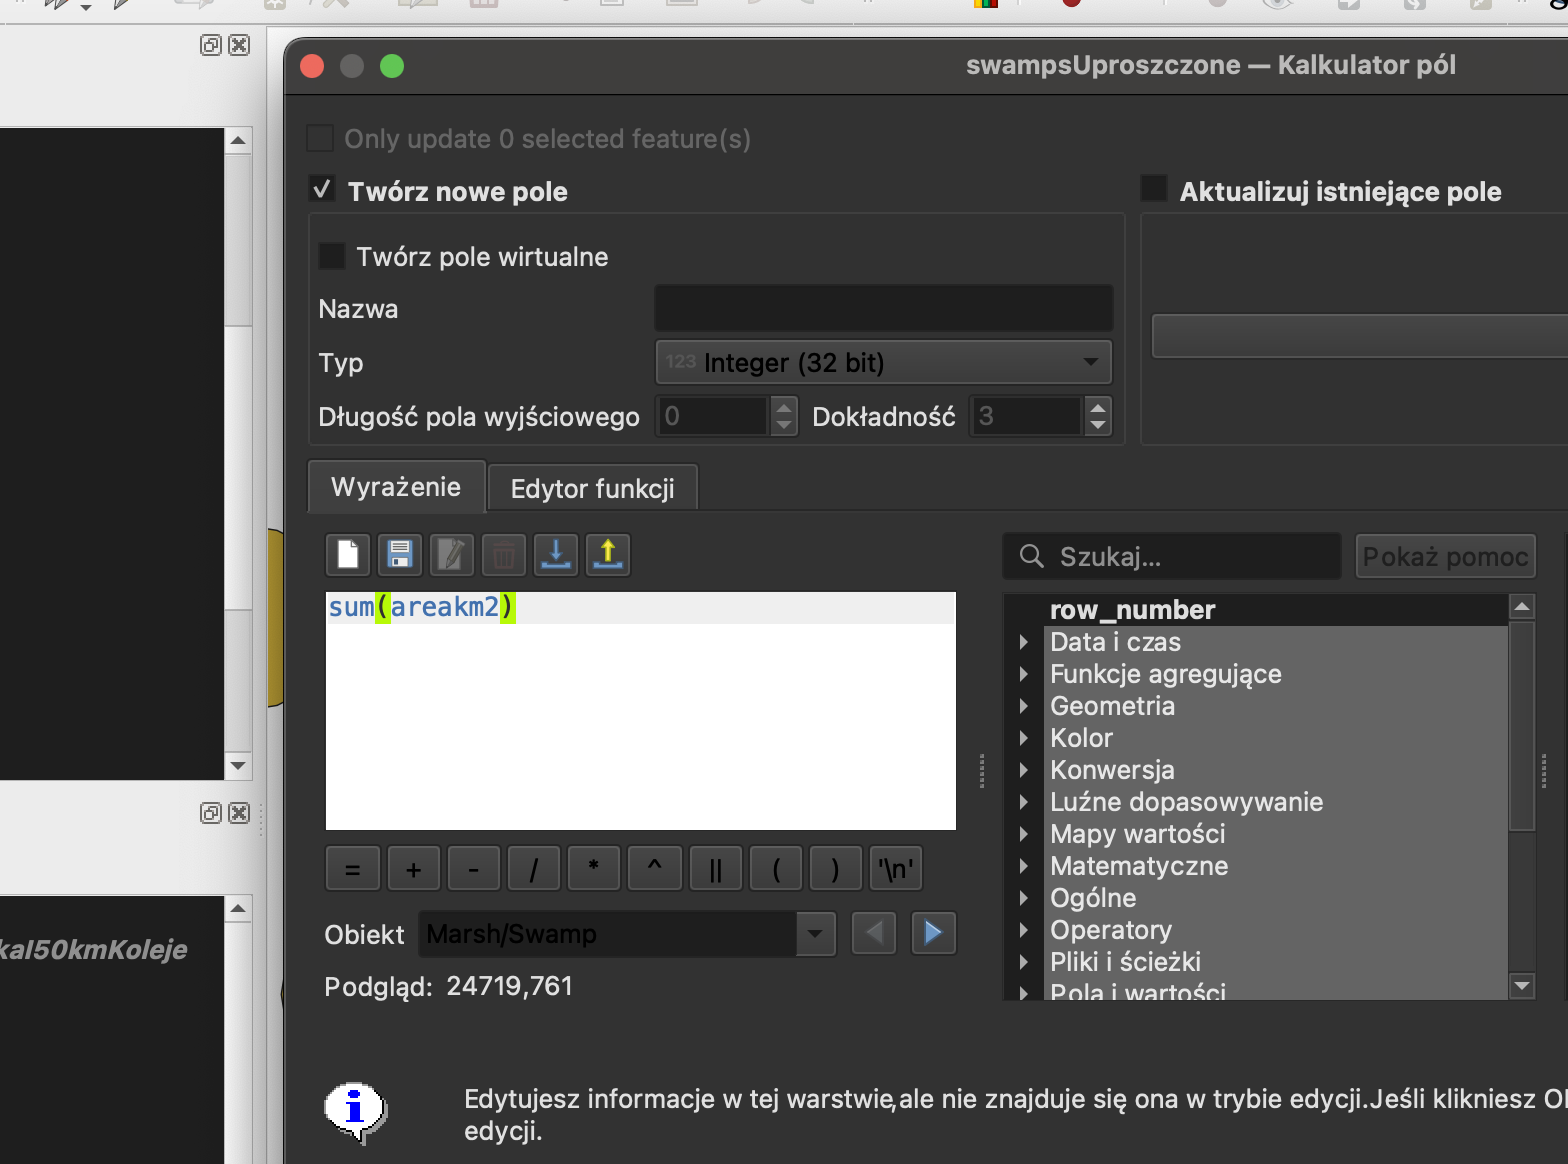 swampsUproszczone — Kalkulator pól
Only update 0 selected feature(s)
Twórz nowe pole
Aktualizuj istniejące pole
Twórz pole wirtualne
Nazwa
Typ
123 Integer (32 bit)
Długość pola wyjściowego 0 Dokładność 3
Wyrażenie
Edytor funkcji
Szukaj...
Pokaż pomoc
sum(areakm2)
row_number
Data i czas
Funkcje agregujące
Geometria
Kolor
Konwersja
Luźne dopasowywanie
Mapy wartości
Matematyczne
Ogólne
Operatory
Pliki i ścieżki
Pola i wartości
= + - / * ^ || ( ) '\n'
Obiekt Marsh/Swamp
kal50kmKoleje
Podgląd: 24719,761
Edytujesz informacje w tej warstwie,ale nie znajduje się ona w trybie edycji.Jeśli klikniesz
edycji.